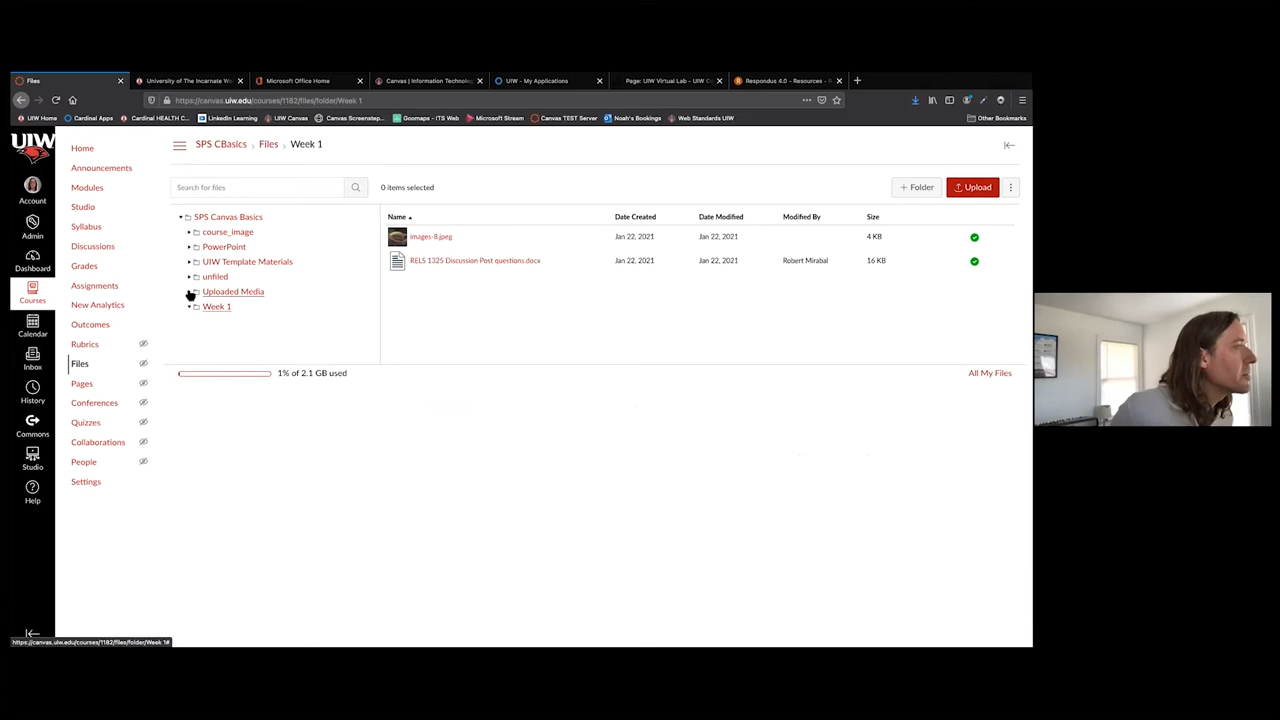 Files
University of The Incarnate Wo
Microsoft Office Home
Canvas | Information Technolo
UIW - My Applications
Page: UIW Virtual Lab - UIW C
Respondus 4.0 - Resources - R
https://canvas.uiw.edu/courses/1182/files/folder/Week 1
UIW Home
Cardinal Apps
Cardinal HEALTH C...
LinkedIn Learning
UIW Canvas
Canvas Screenstep...
Goomaps - ITS Web
Microsoft Stream
Canvas TEST Server
Noah's Bookings
Web Standards UIW
Other Bookmarks
UIW
Account
Admin
Dashboard
Courses
Calendar
Inbox
History
Commons
Studio
Help
Home
Announcements
Modules
Studio
Syllabus
Discussions
Grades
Assignments
New Analytics
Outcomes
Rubrics
Files
Pages
Conferences
Quizzes
Collaborations
People
Settings
SPS CBasics > Files > Week 1
Search for files
0 items selected
+ Folder
Upload
SPS Canvas Basics
course_image
PowerPoint
UIW Template Materials
unfiled
Uploaded Media
Week 1
Name Date Created Date Modified Modified By Size
images-8.jpeg Jan 22, 2021 Jan 22, 2021 4 KB
RELS 1325 Discussion Post questions.docx Jan 22, 2021 Jan 22, 2021 Robert Mirabal 16 KB
1% of 2.1 GB used
All My Files
https://canvas.uiw.edu/courses/1182/files/folder/Week 1#